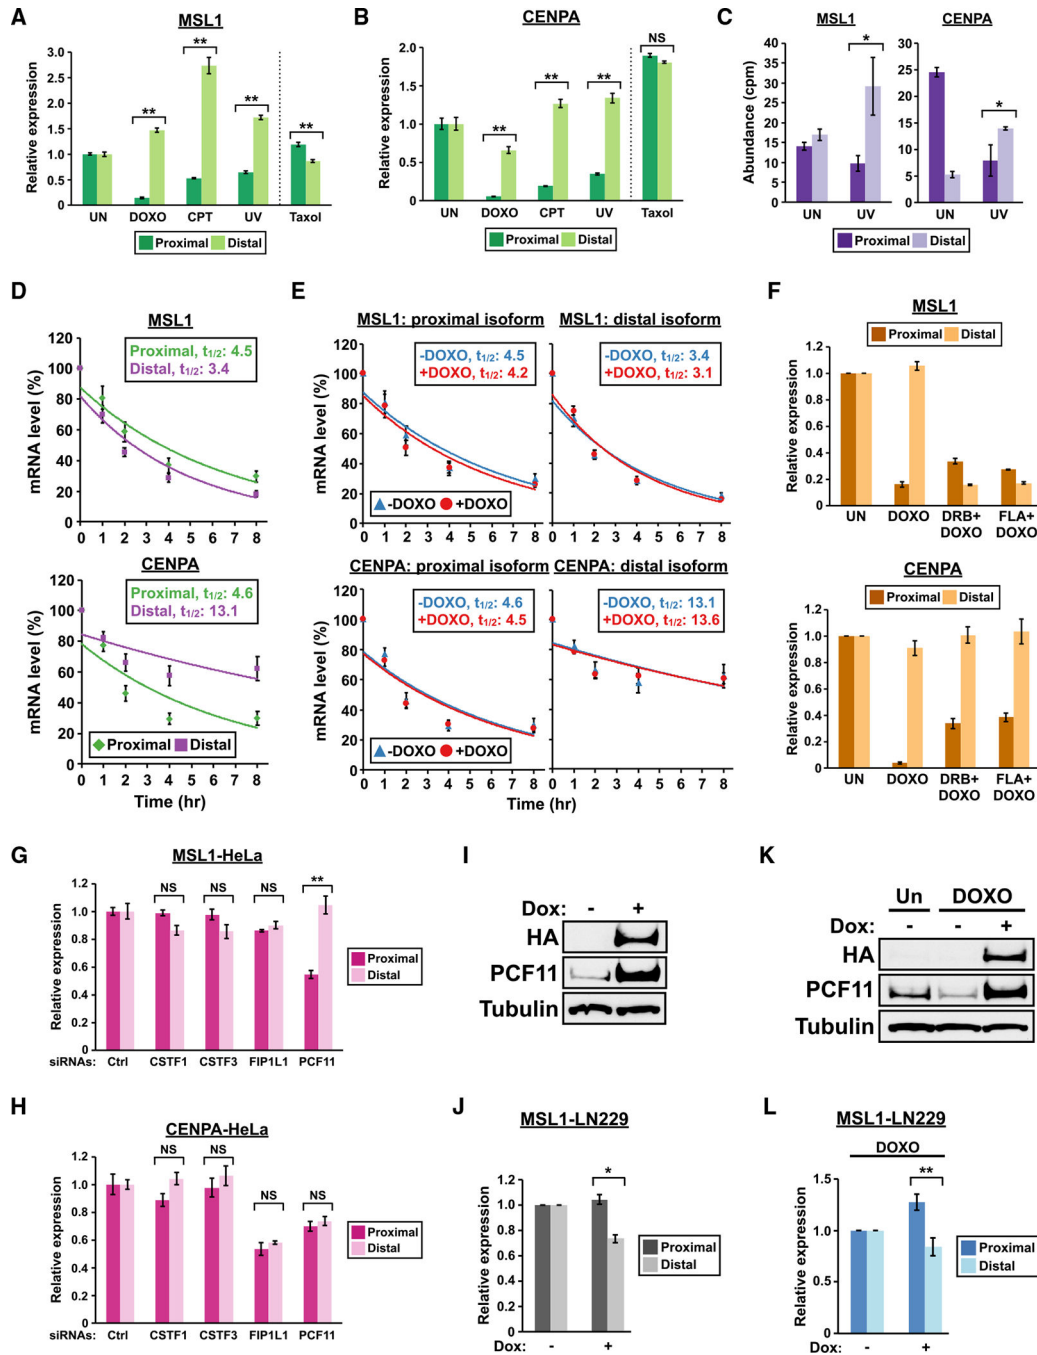 A
MSL1
Relative expression
3.0
2.5
2.0
1.5
1.0
0.5
0
**
**
**
**
UN DOXO CPT UV Taxol
Proximal Distal
B
CENPA
Relative expression
2.0
1.5
1.0
0.5
0
**
**
**
NS
UN DOXO CPT UV Taxol
Proximal Distal
C
MSL1 CENPA
Abundance (cpm)
40
35
30
25
20
15
10
5
0
*
UN UV
30
25
20
15
10
5
0
*
UN UV
Proximal Distal
D
MSL1
mRNA level (%)
120
100
80
60
40
20
0
Proximal, t1/2: 4.5
Distal, t1/2: 3.4
0 1 2 3 4 5 6 7 8
CENPA
mRNA level (%)
120
100
80
60
40
20
0
Proximal, t1/2: 4.6
Distal, t1/2: 13.1
Proximal Distal
0 1 2 3 4 5 6 7 8
Time (hr)
E
MSL1: proximal isoform MSL1: distal isoform
mRNA level (%)
120
100
80
60
40
20
0
-DOXO, t1/2: 4.5
+DOXO, t1/2: 4.2
-DOXO, t1/2: 3.4
+DOXO, t1/2: 3.1
-DOXO +DOXO
0 1 2 3 4 5 6 7 8
0 1 2 3 4 5 6 7 8
CENPA: proximal isoform CENPA: distal isoform
mRNA level (%)
120
100
80
60
40
20
0
-DOXO, t1/2: 4.6
+DOXO, t1/2: 4.5
-DOXO, t1/2: 13.1
+DOXO, t1/2: 13.6
-DOXO +DOXO
0 1 2 3 4 5 6 7 8
0 1 2 3 4 5 6 7 8
Time (hr)
F
MSL1
Proximal Distal
Relative expression
1.2
1.0
0.8
0.6
0.4
0.2
0
UN DOXO DRB+ FLA+
DOXO DOXO
CENPA
Proximal Distal
Relative expression
1.2
1.0
0.8
0.6
0.4
0.2
0
UN DOXO DRB+ FLA+
DOXO DOXO
G
MSL1-HeLa
Relative expression
1.2
1.0
0.8
0.6
0.4
0.2
0
NS
NS
NS
**
Proximal
Distal
siRNAs: Ctrl CSTF1 CSTF3 FIP1L1 PCF11
H
CENPA-HeLa
Relative expression
1.2
1.0
0.8
0.6
0.4
0.2
0
NS
NS
NS
NS
Proximal
Distal
siRNAs: Ctrl CSTF1 CSTF3 FIP1L1 PCF11
I
Dox: - +
HA
PCF11
Tubulin
J
MSL1-LN229
Relative expression
1.2
1.0
0.8
0.6
0.4
0.2
0
*
Proximal
Distal
Dox: - +
K
Un DOXO
Dox: - - +
HA
PCF11
Tubulin
L
MSL1-LN229
DOXO
Relative expression
1.5
1.0
0.5
0
**
Proximal
Distal
Dox: - +